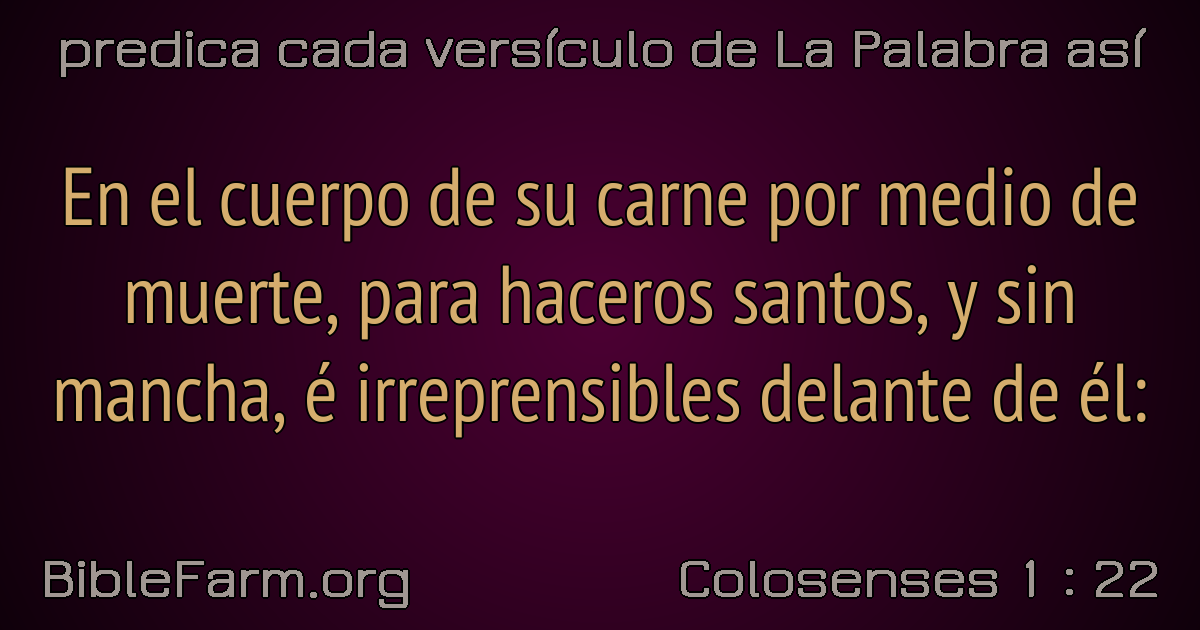 predica cada versículo de La Palabra así
En el cuerpo de su carne por medio de
muerte, para haceros santos, y sin
mancha, é irreprensibles delante de él:
BibleFarm.org
Colosenses 1 : 22